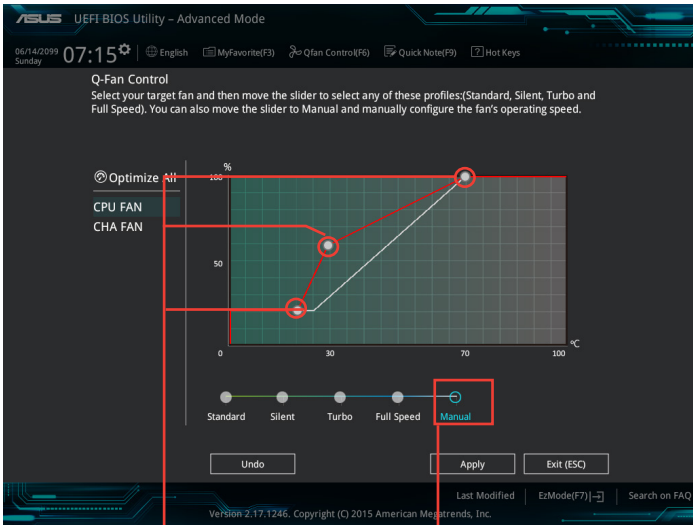 ASUS UEFI BIOS Utility – Advanced Mode
06/14/2099
Sunday
07:15 English MyFavorite(F3) Qfan Control(F6) Quick Note(F9) ? Hot Keys
Q-Fan Control
Select your target fan and then move the slider to select any of these profiles:(Standard, Silent, Turbo and
Full Speed). You can also move the slider to Manual and manually configure the fan's operating speed.
Optimize All
CPU FAN
CHA FAN
%
100
50
0 30 70 100
°C
Standard Silent Turbo Full Speed Manual
Undo Apply Exit (ESC)
Last Modified EzMode(F7) Search on FAQ
Version 2.17.1246. Copyright (C) 2015 American Megatrends, Inc.